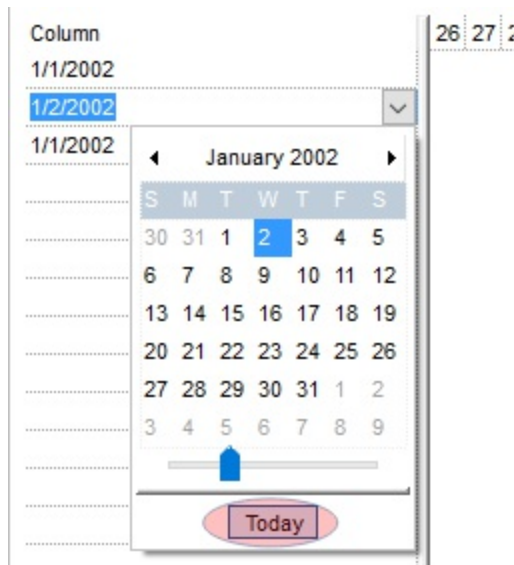 Column
26 27
1/1/2002
1/2/2002
1/1/2002
January 2002
S M T W T F S
30 31 1 2 3 4 5
6 7 8 9 10 11 12
13 14 15 16 17 18 19
20 21 22 23 24 25 26
27 28 29 30 31 1 2
3 4 5 6 7 8 9
Today